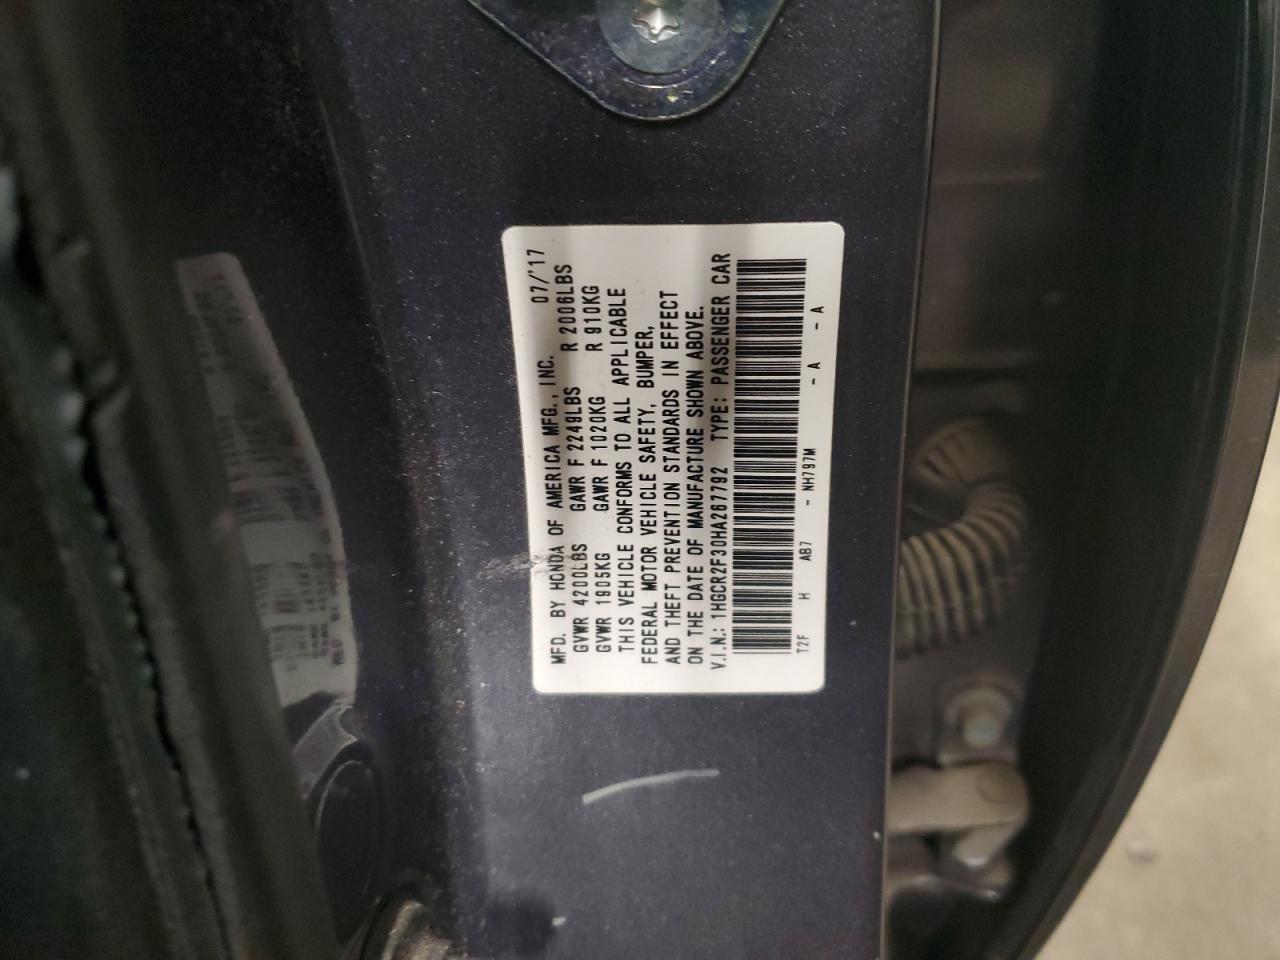 MFD. BY HONDA OF AMERICA MFG., INC. 07/'17
GVWR 4200LBS GAWR F 2249LBS R 2006LBS
GVWR 1905KG GAWR F 1020KG R 910KG
THIS VEHICLE CONFORMS TO ALL APPLICABLE
FEDERAL MOTOR VEHICLE SAFETY, BUMPER,
AND THEFT PREVENTION STANDARDS IN EFFECT
ON THE DATE OF MANUFACTURE SHOWN ABOVE.
V.I.N.: 1HGCR2F30HA267792 TYPE: PASSENGER CAR
T2F H AB7 - NH797M - A - A